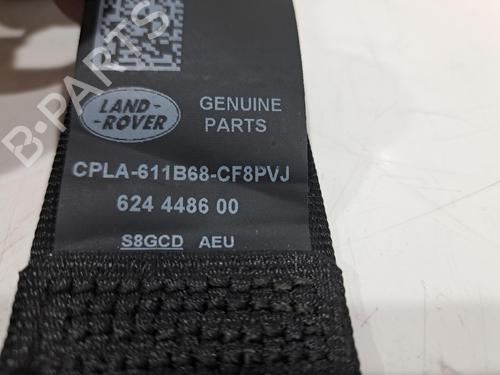 B-PARTS
LAND-
-ROVER
GENUINE
PARTS
CPLA-611B68-CF8PVJ
624 4486 00
S8GCD AEU